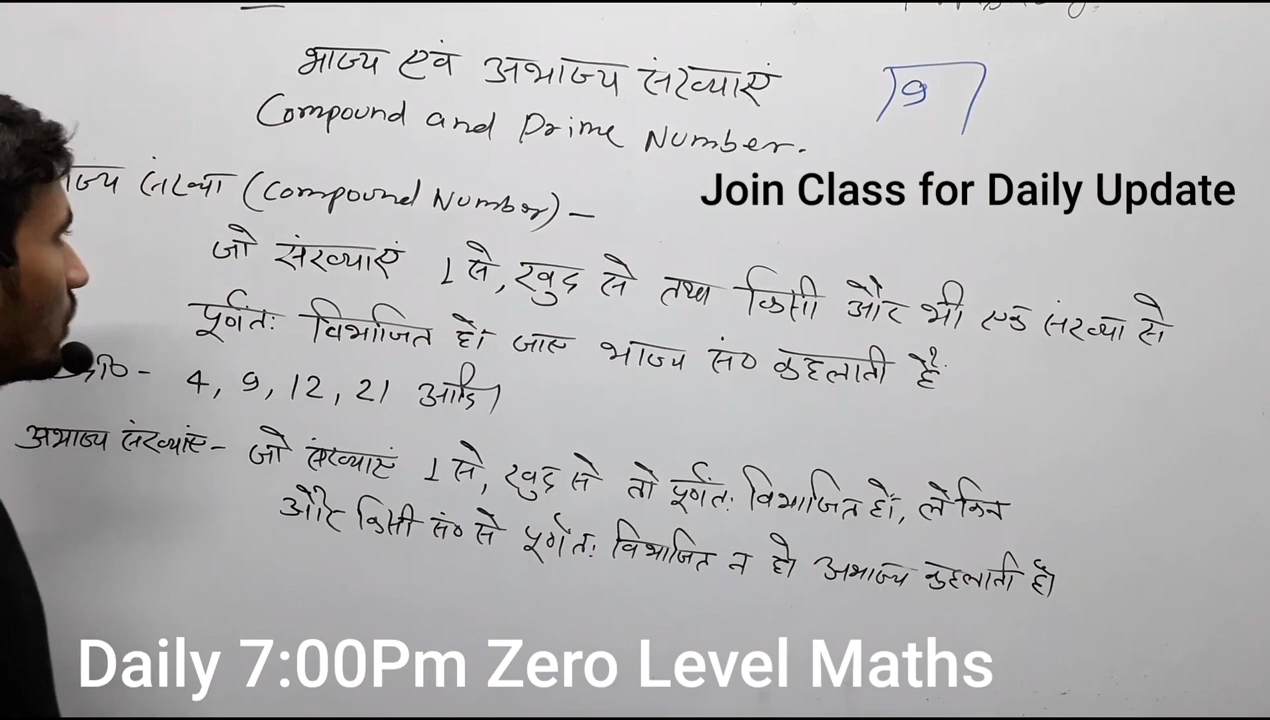 भाज्य एवं अभाज्य संख्याएं
9
Compound and Prime Number.
Join Class for Daily Update
ाज्य संख्या (Compound Number) –
जो संख्याएं 1 से, खुद से तथा किसी और भी एक संख्या से
पूर्णतः विभाजित हो जाए भाज्य सं० कहलाती हैं
4, 9, 12, 21 आदि।
अभाज्य संख्याएं – जो संख्याएं 1 से, खुद से तो पूर्णतः विभाजित हों, लेकिन
और किसी सं० से पूर्णतः विभाजित न हो अभाज्य कहलाती है।
Daily 7:00Pm Zero Level Maths